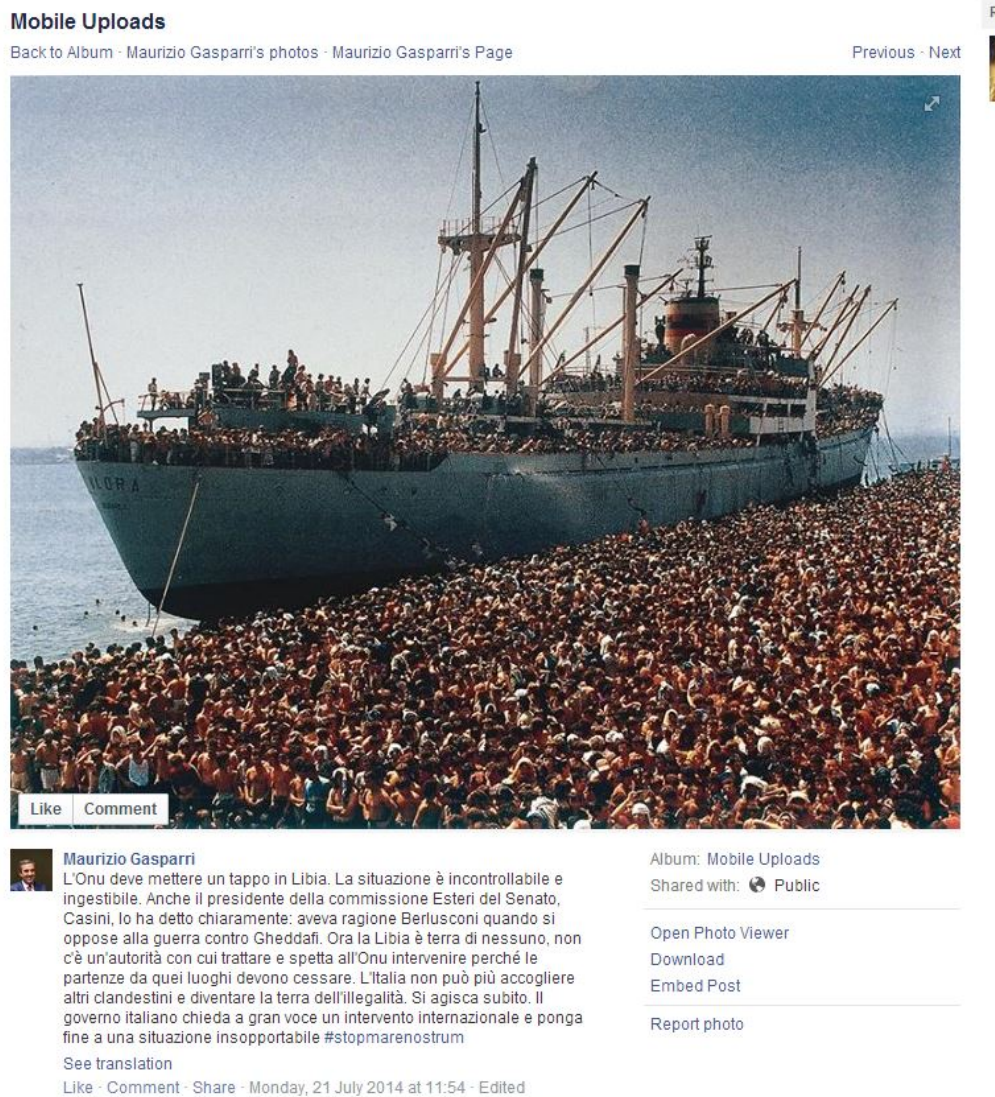 Mobile Uploads
Back to Album · Maurizio Gasparri's photos · Maurizio Gasparri's Page
Previous · Next
LORA
Like Comment
Maurizio Gasparri
L'Onu deve mettere un tappo in Libia. La situazione è incontrollabile e
ingestibile. Anche il presidente della commissione Esteri del Senato,
Casini, lo ha detto chiaramente: aveva ragione Berlusconi quando si
oppose alla guerra contro Gheddafi. Ora la Libia è terra di nessuno, non
c'è un'autorità con cui trattare e spetta all'Onu intervenire perché le
partenze da quei luoghi devono cessare. L'Italia non può più accogliere
altri clandestini e diventare la terra dell'illegalità. Si agisca subito. Il
governo italiano chieda a gran voce un intervento internazionale e ponga
fine a una situazione insopportabile #stopmarenostrum
See translation
Like · Comment · Share · Monday, 21 July 2014 at 11:54 · Edited
Album: Mobile Uploads
Shared with: Public
Open Photo Viewer
Download
Embed Post
Report photo